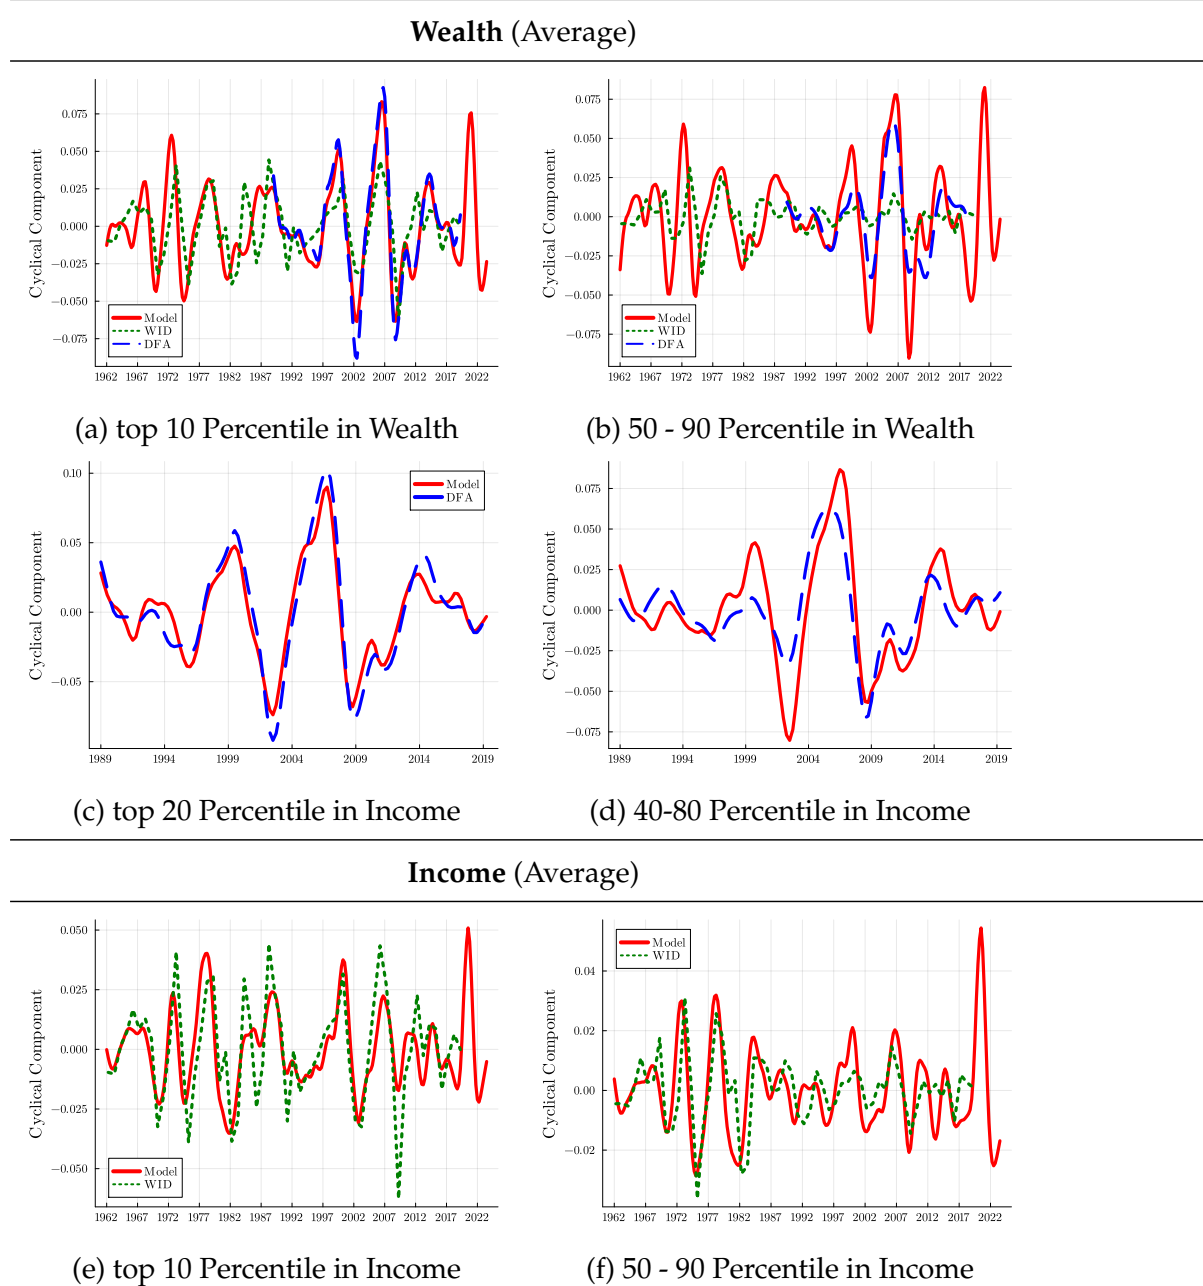 Wealth (Average)
Cyclical Component
0.075
0.050
0.025
0.000
−0.025
−0.050
−0.075
Model
WID
DFA
1962 1967 1972 1977 1982 1987 1992 1997 2002 2007 2012 2017 2022
Cyclical Component
0.075
0.050
0.025
0.000
−0.025
−0.050
−0.075
Model
WID
DFA
1962 1967 1972 1977 1982 1987 1992 1997 2002 2007 2012 2017 2022
(a) top 10 Percentile in Wealth
(b) 50 - 90 Percentile in Wealth
Cyclical Component
0.10
0.05
0.00
−0.05
Model
DFA
1989 1994 1999 2004 2009 2014 2019
Cyclical Component
0.075
0.050
0.025
0.000
−0.025
−0.050
−0.075
1989 1994 1999 2004 2009 2014 2019
(c) top 20 Percentile in Income
(d) 40-80 Percentile in Income
Income (Average)
Cyclical Component
0.050
0.025
0.000
−0.025
−0.050
Model
WID
1962 1967 1972 1977 1982 1987 1992 1997 2002 2007 2012 2017 2022
Cyclical Component
0.04
0.02
0.00
−0.02
Model
WID
1962 1967 1972 1977 1982 1987 1992 1997 2002 2007 2012 2017 2022
(e) top 10 Percentile in Income
(f) 50 - 90 Percentile in Income